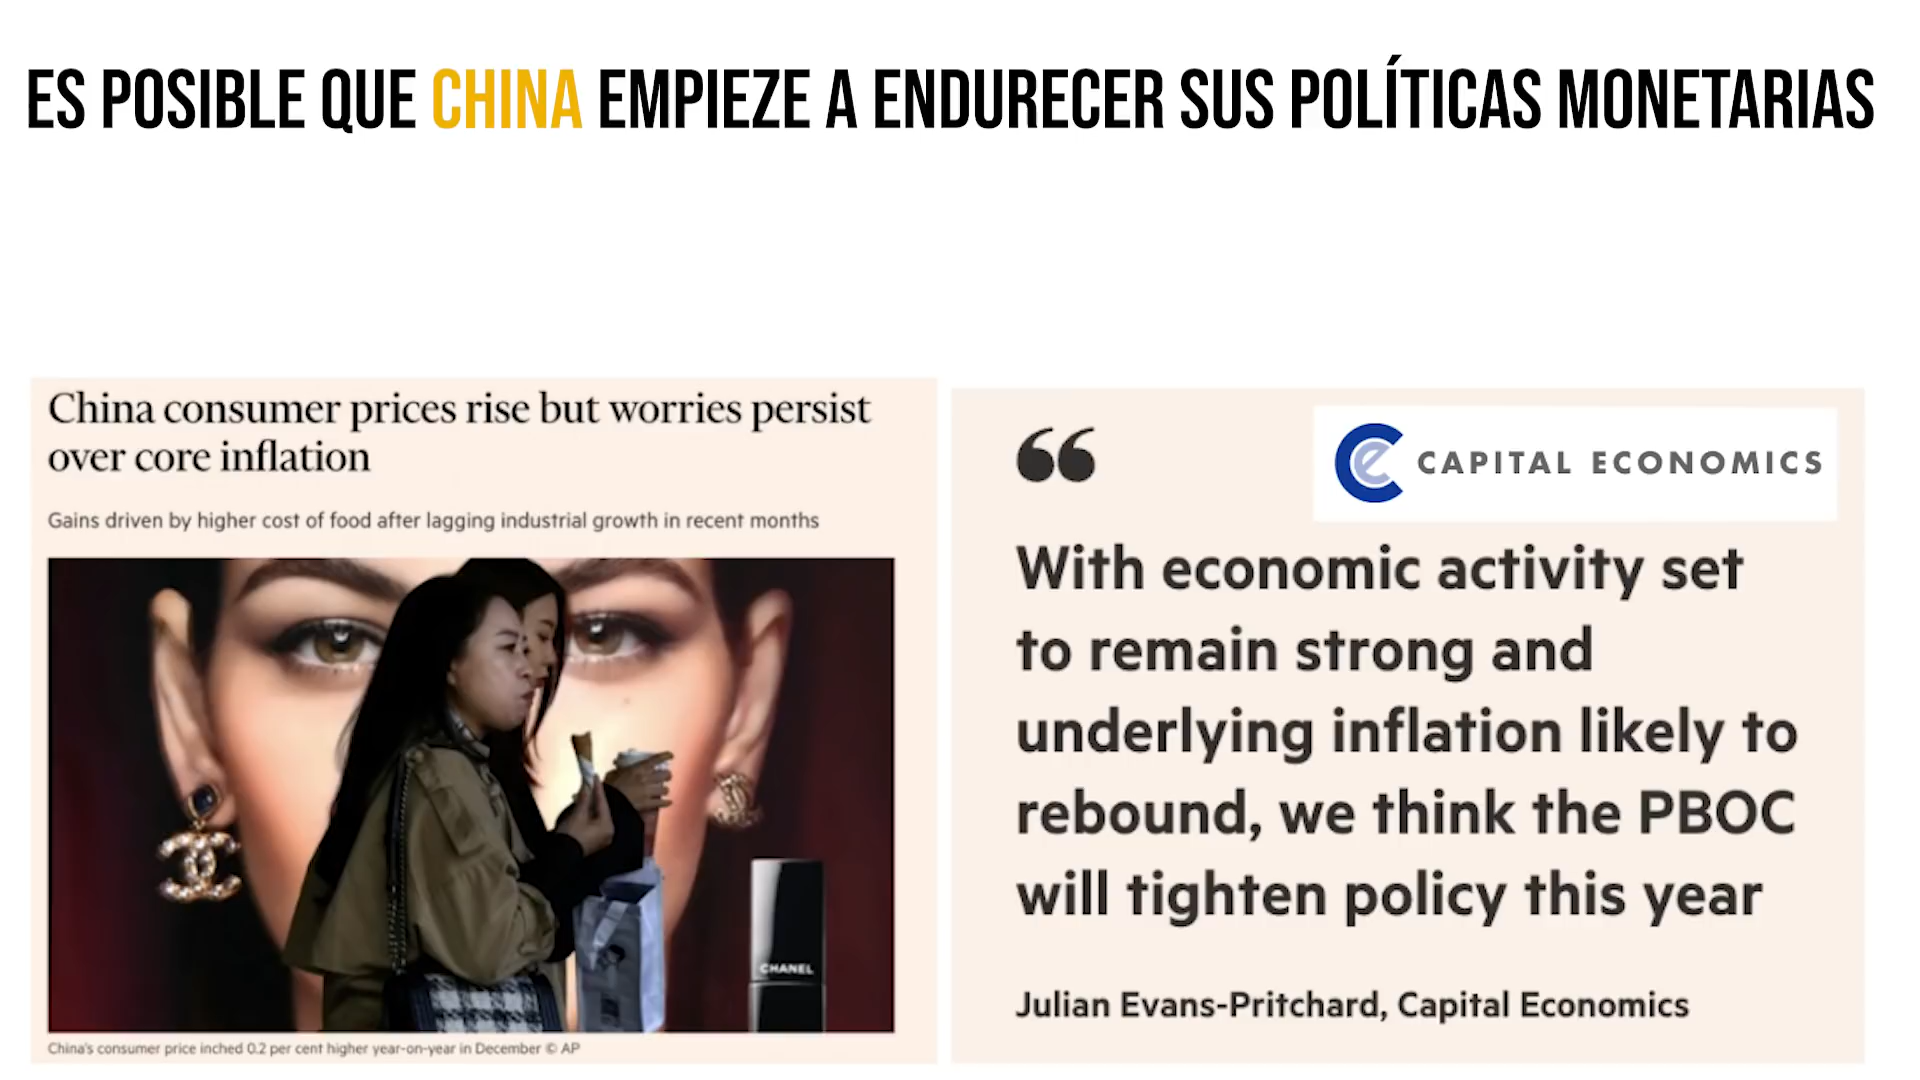 ES POSIBLE QUE CHINA EMPIEZE A ENDURECER SUS POLÍTICAS MONETARIAS
China consumer prices rise but worries persist
over core inflation
Gains driven by higher cost of food after lagging industrial growth in recent months
CHANEL
China's consumer price inched 0.2 per cent higher year-on-year in December © AP
“
CAPITAL ECONOMICS
With economic activity set
to remain strong and
underlying inflation likely to
rebound, we think the PBOC
will tighten policy this year
Julian Evans-Pritchard, Capital Economics